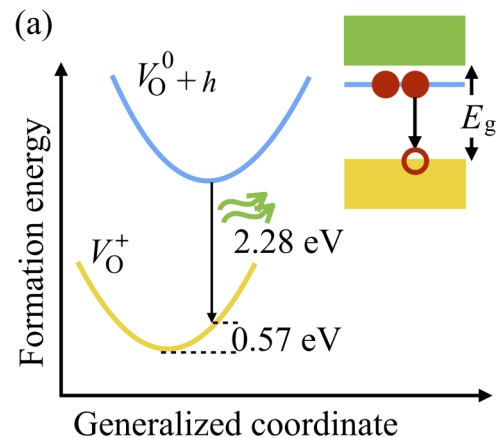 (a)
V_O^0 + h
E_g
V_O^+
2.28 eV
0.57 eV
Formation energy
Generalized coordinate